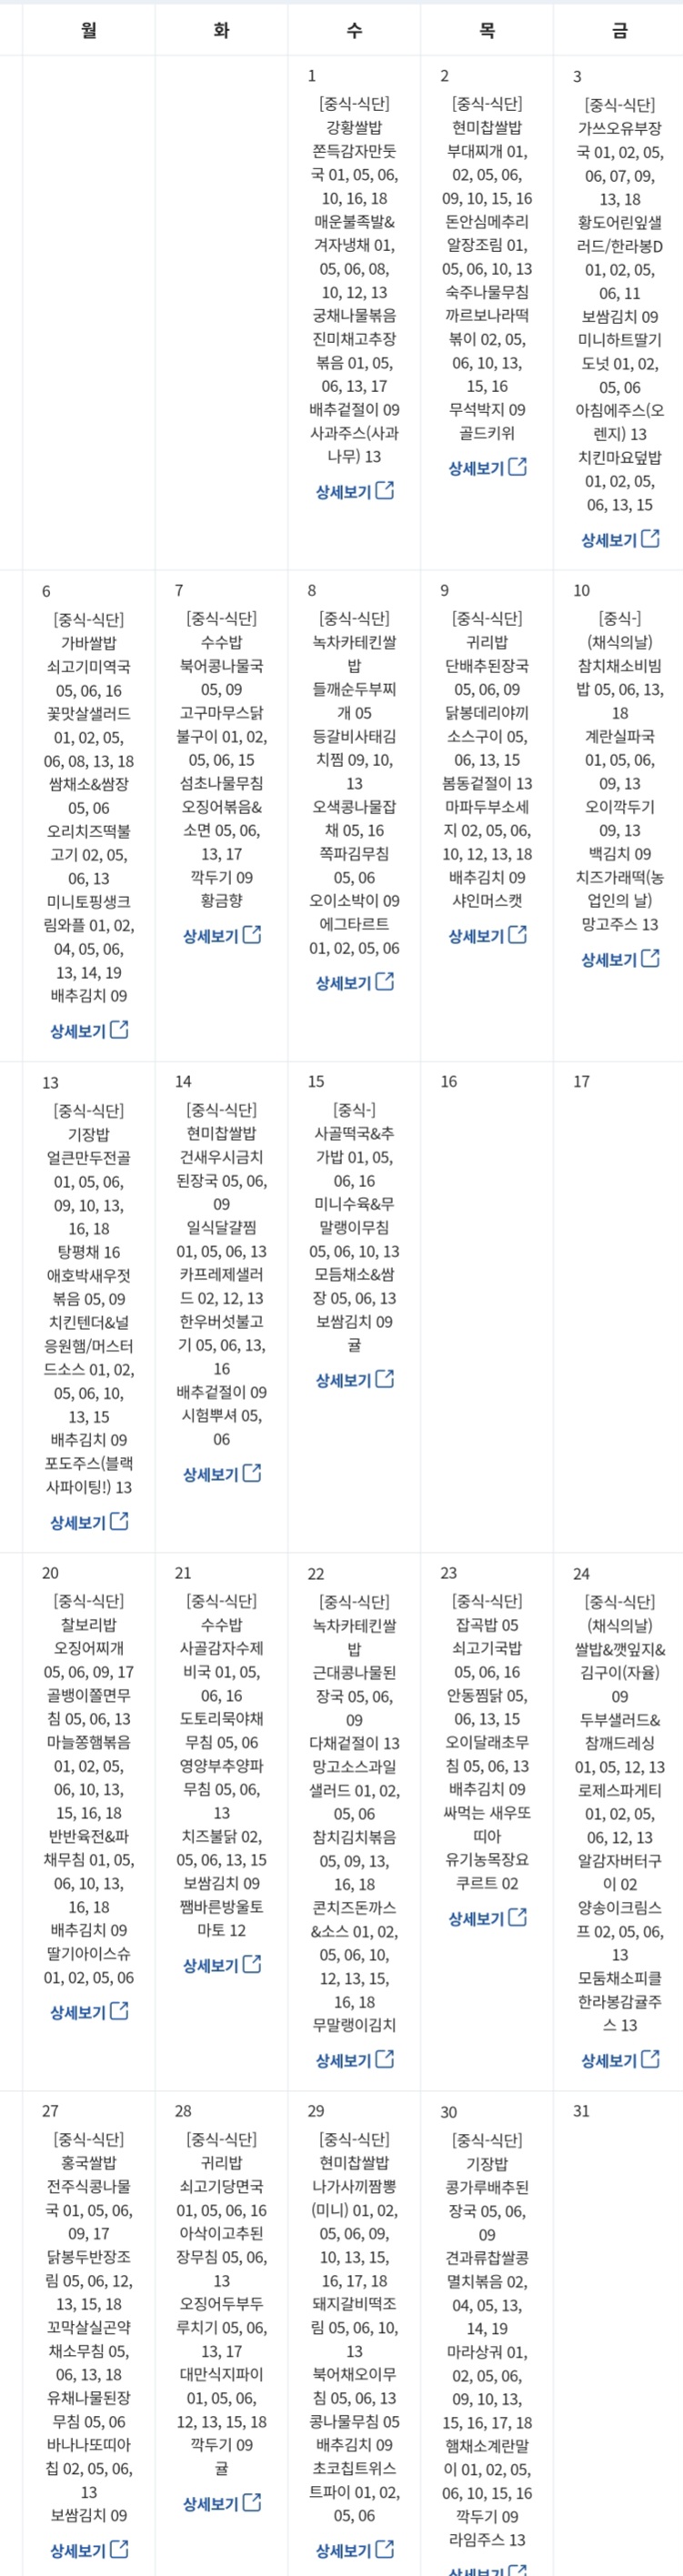 월
화
수
목
금
1
[중식-식단]
강황쌀밥
쫀득감자만둣
국 01, 05, 06,
10, 16, 18
매운불족발&
겨자냉채 01,
05, 06, 08,
10, 12, 13
궁채나물볶음
진미채고추장
볶음 01, 05,
06, 13, 17
배추겉절이 09
사과주스(사과
나무) 13
상세보기
2
[중식-식단]
현미찹쌀밥
부대찌개 01,
02, 05, 06,
09, 10, 15, 16
돈안심메추리
알장조림 01,
05, 06, 10, 13
숙주나물무침
까르보나라떡
볶이 02, 05,
06, 10, 13,
15, 16
무석박지 09
골드키위
상세보기
3
[중식-식단]
가쓰오유부장
국 01, 02, 05,
06, 07, 09,
13, 18
황도어린잎샐
러드/한라봉D
01, 02, 05,
06, 11
보쌈김치 09
미니하트딸기
도넛 01, 02,
05, 06
아침에주스(오
렌지) 13
치킨마요덮밥
01, 02, 05,
06, 13, 15
상세보기
6
[중식-식단]
가바쌀밥
쇠고기미역국
05, 06, 16
꽃맛살샐러드
01, 02, 05,
06, 08, 13, 18
쌈채소&쌈장
05, 06
오리치즈떡불
고기 02, 05,
06, 13
미니토핑생크
림와플 01, 02,
04, 05, 06,
13, 14, 19
배추김치 09
상세보기
7
[중식-식단]
수수밥
북어콩나물국
05, 09
고구마무스닭
불구이 01, 02,
05, 06, 15
섬초나물무침
오징어볶음&
소면 05, 06,
13, 17
깍두기 09
황금향
상세보기
8
[중식-식단]
녹차카테킨쌀
밥
들깨순두부찌
개 05
등갈비사태김
치찜 09, 10,
13
오색콩나물잡
채 05, 16
쪽파김무침
05, 06
오이소박이 09
에그타르트
01, 02, 05, 06
상세보기
9
[중식-식단]
귀리밥
단배추된장국
05, 06, 09
닭봉데리야끼
소스구이 05,
06, 13, 15
봄동겉절이 13
마파두부소세
지 02, 05, 06,
10, 12, 13, 18
배추김치 09
샤인머스캣
상세보기
10
[중식-]
(채식의날)
참치채소비빔
밥 05, 06, 13,
18
계란실파국
01, 05, 06,
09, 13
오이깍두기
09, 13
백김치 09
치즈가래떡(농
업인의 날)
망고주스 13
상세보기
13
[중식-식단]
기장밥
얼큰만두전골
01, 05, 06,
09, 10, 13,
16, 18
탕평채 16
애호박새우젓
볶음 05, 09
치킨텐더&널
응원햄/머스터
드소스 01, 02,
05, 06, 10,
13, 15
배추김치 09
포도주스(블랙
사파이팅!) 13
상세보기
14
[중식-식단]
현미찹쌀밥
건새우시금치
된장국 05, 06,
09
일식달걀찜
01, 05, 06, 13
카프레제샐러
드 02, 12, 13
한우버섯불고
기 05, 06, 13,
16
배추겉절이 09
시험뿌셔 05,
06
상세보기
15
[중식-]
사골떡국&추
가밥 01, 05,
06, 16
미니수육&무
말랭이무침
05, 06, 10, 13
모듬채소&쌈
장 05, 06, 13
보쌈김치 09
귤
상세보기
16
17
20
[중식-식단]
찰보리밥
오징어찌개
05, 06, 09, 17
골뱅이쫄면무
침 05, 06, 13
마늘쫑햄볶음
01, 02, 05,
06, 10, 13,
15, 16, 18
반반육전&파
채무침 01, 05,
06, 10, 13,
16, 18
배추김치 09
딸기아이스슈
01, 02, 05, 06
상세보기
21
[중식-식단]
수수밥
사골감자수제
비국 01, 05,
06, 16
도토리묵야채
무침 05, 06
영양부추양파
무침 05, 06,
13
치즈불닭 02,
05, 06, 13, 15
보쌈김치 09
쨈바른방울토
마토 12
상세보기
22
[중식-식단]
녹차카테킨쌀
밥
근대콩나물된
장국 05, 06,
09
다채겉절이 13
망고소스과일
샐러드 01, 02,
05, 06
참치김치볶음
05, 09, 13,
16, 18
콘치즈돈까스
&소스 01, 02,
05, 06, 10,
12, 13, 15,
16, 18
무말랭이김치
상세보기
23
[중식-식단]
잡곡밥 05
쇠고기국밥
05, 06, 16
안동찜닭 05,
06, 13, 15
오이달래초무
침 05, 06, 13
배추김치 09
싸먹는 새우또
띠아
유기농목장요
쿠르트 02
상세보기
24
[중식-식단]
(채식의날)
쌀밥&깻잎지&
김구이(자율)
09
두부샐러드&
참깨드레싱
01, 05, 12, 13
로제스파게티
01, 02, 05,
06, 12, 13
알감자버터구
이 02
양송이크림스
프 02, 05, 06,
13
모둠채소피클
한라봉감귤주
스 13
상세보기
27
[중식-식단]
홍국쌀밥
전주식콩나물
국 01, 05, 06,
09, 17
닭봉두반장조
림 05, 06, 12,
13, 15, 18
꼬막살실곤약
채소무침 05,
06, 13, 18
유채나물된장
무침 05, 06
바나나또띠아
칩 02, 05, 06,
13
보쌈김치 09
상세보기
28
[중식-식단]
귀리밥
쇠고기당면국
01, 05, 06, 16
아삭이고추된
장무침 05, 06,
13
오징어두부두
루치기 05, 06,
13, 17
대만식지파이
01, 05, 06,
12, 13, 15, 18
깍두기 09
귤
상세보기
29
[중식-식단]
현미찹쌀밥
나가사끼짬뽕
(미니) 01, 02,
05, 06, 09,
10, 13, 15,
16, 17, 18
돼지갈비떡조
림 05, 06, 10,
13
북어채오이무
침 05, 06, 13
콩나물무침 05
배추김치 09
초코칩트위스
트파이 01, 02,
05, 06
상세보기
30
[중식-식단]
기장밥
콩가루배추된
장국 05, 06,
09
견과류찹쌀콩
멸치볶음 02,
04, 05, 13,
14, 19
마라상궈 01,
02, 05, 06,
09, 10, 13,
15, 16, 17, 18
햄채소계란말
이 01, 02, 05,
06, 10, 15, 16
깍두기 09
라임주스 13
상세보기
31